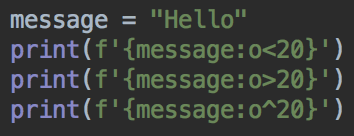 message = "Hello"
print(f'{message:o<20}')
print(f'{message:o>20}')
print(f'{message:o^20}')